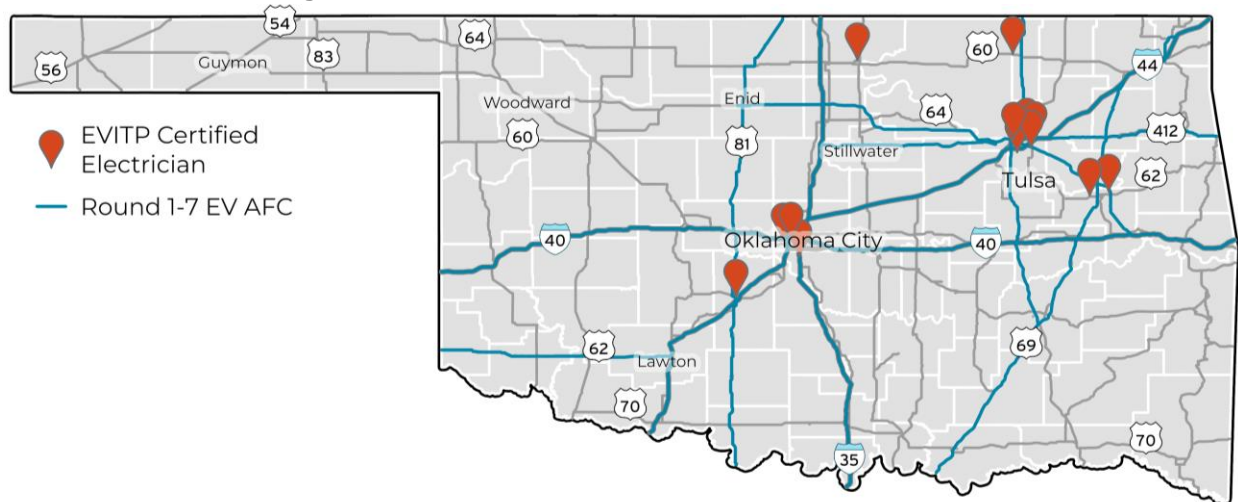 54
64
60
44
56
Guymon
83
Woodward
Enid
64
412
EVITP Certified
Electrician
60
81
Stillwater
62
Tulsa
Round 1-7 EV AFC
40
Oklahoma City
40
62
69
Lawton
70
70
35